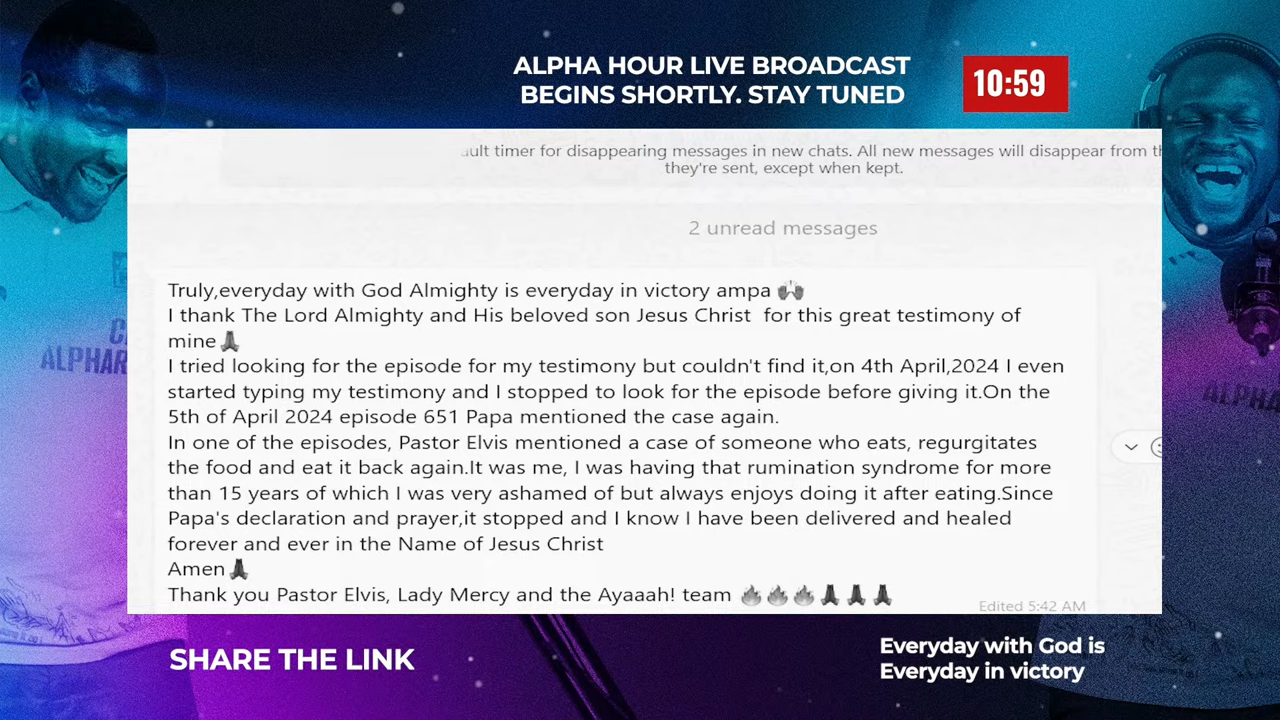 ALPHA HOUR LIVE BROADCAST
BEGINS SHORTLY. STAY TUNED
10:59
ault timer for disappearing messages in new chats. All new messages will disappear from th
they're sent, except when kept.
2 unread messages
Truly,everyday with God Almighty is everyday in victory ampa 🙌
I thank The Lord Almighty and His beloved son Jesus Christ  for this great testimony of
mine🙏
I tried looking for the episode for my testimony but couldn't find it,on 4th April,2024 I even
started typing my testimony and I stopped to look for the episode before giving it.On the
5th of April 2024 episode 651 Papa mentioned the case again.
In one of the episodes, Pastor Elvis mentioned a case of someone who eats, regurgitates
the food and eat it back again.It was me, I was having that rumination syndrome for more
than 15 years of which I was very ashamed of but always enjoys doing it after eating.Since
Papa's declaration and prayer,it stopped and I know I have been delivered and healed
forever and ever in the Name of Jesus Christ
Amen🙏
Thank you Pastor Elvis, Lady Mercy and the Ayaaah! team 🔥🔥🔥🙏🙏🙏
Edited 5:42 AM
ALPHAR
SHARE THE LINK
Everyday with God is
Everyday in victory